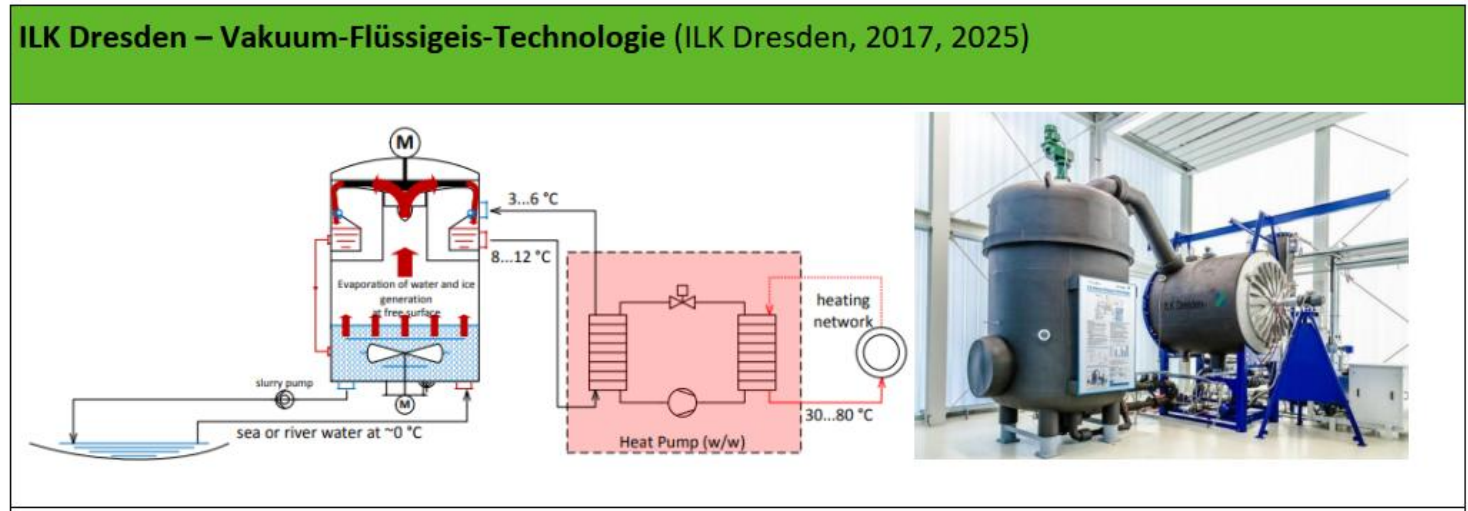 ILK Dresden – Vakuum-Flüssigeis-Technologie (ILK Dresden, 2017, 2025)
M
3...6 °C
8...12 °C
Evaporation of water and ice
generation
at free surface
heating
network
slurry pump
M
30...80 °C
sea or river water at ~0 °C
Heat Pump (w/w)
ILK Dresden